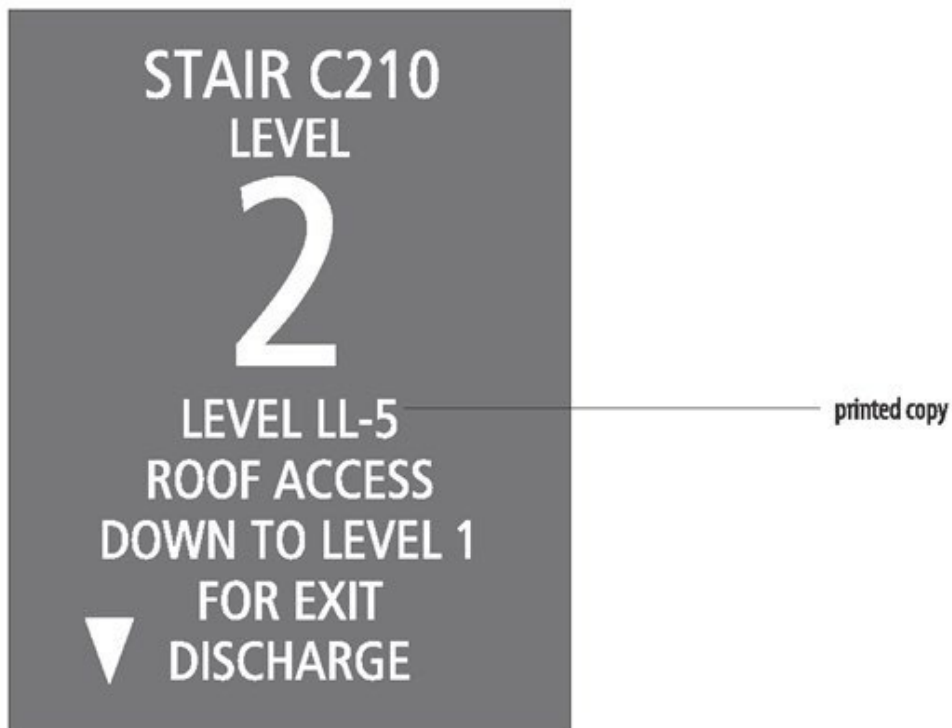 STAIR C210
LEVEL
2
LEVEL LL-5
ROOF ACCESS
DOWN TO LEVEL 1
FOR EXIT
DISCHARGE
printed copy